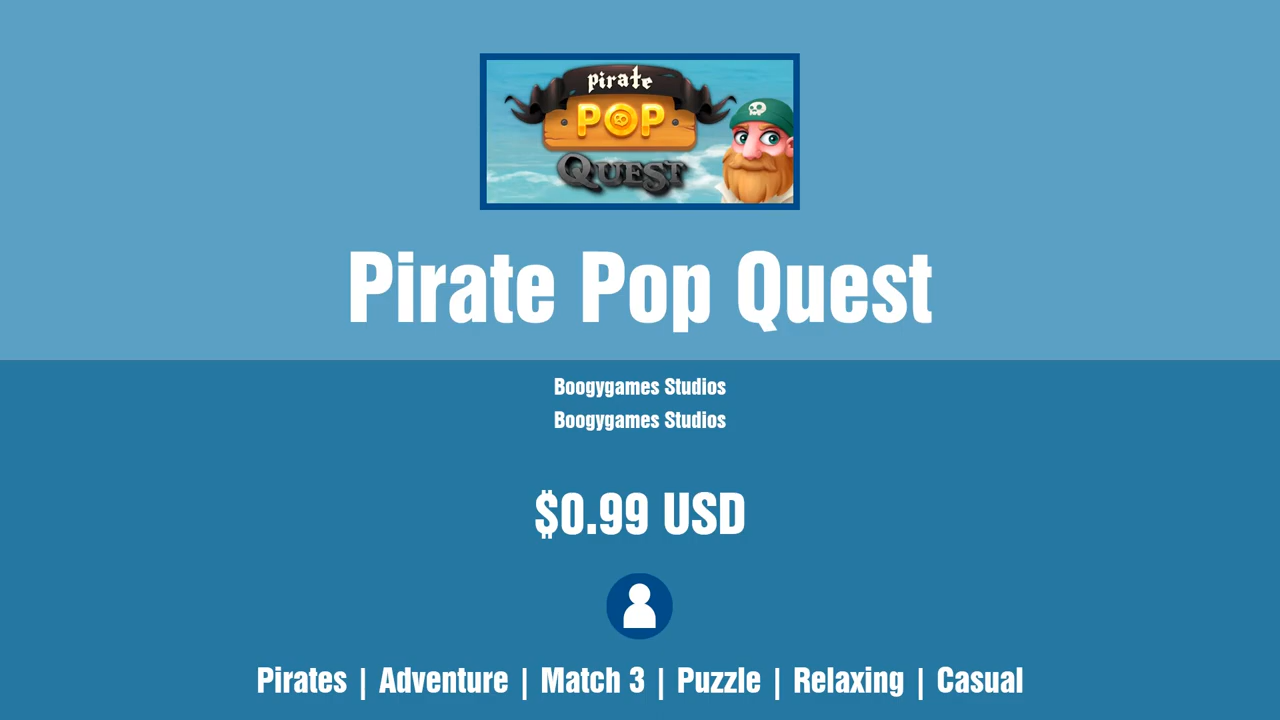 pirate
POP
QUEST
Pirate Pop Quest
Boogygames Studios
Boogygames Studios
$0.99 USD
Pirates | Adventure | Match 3 | Puzzle | Relaxing | Casual